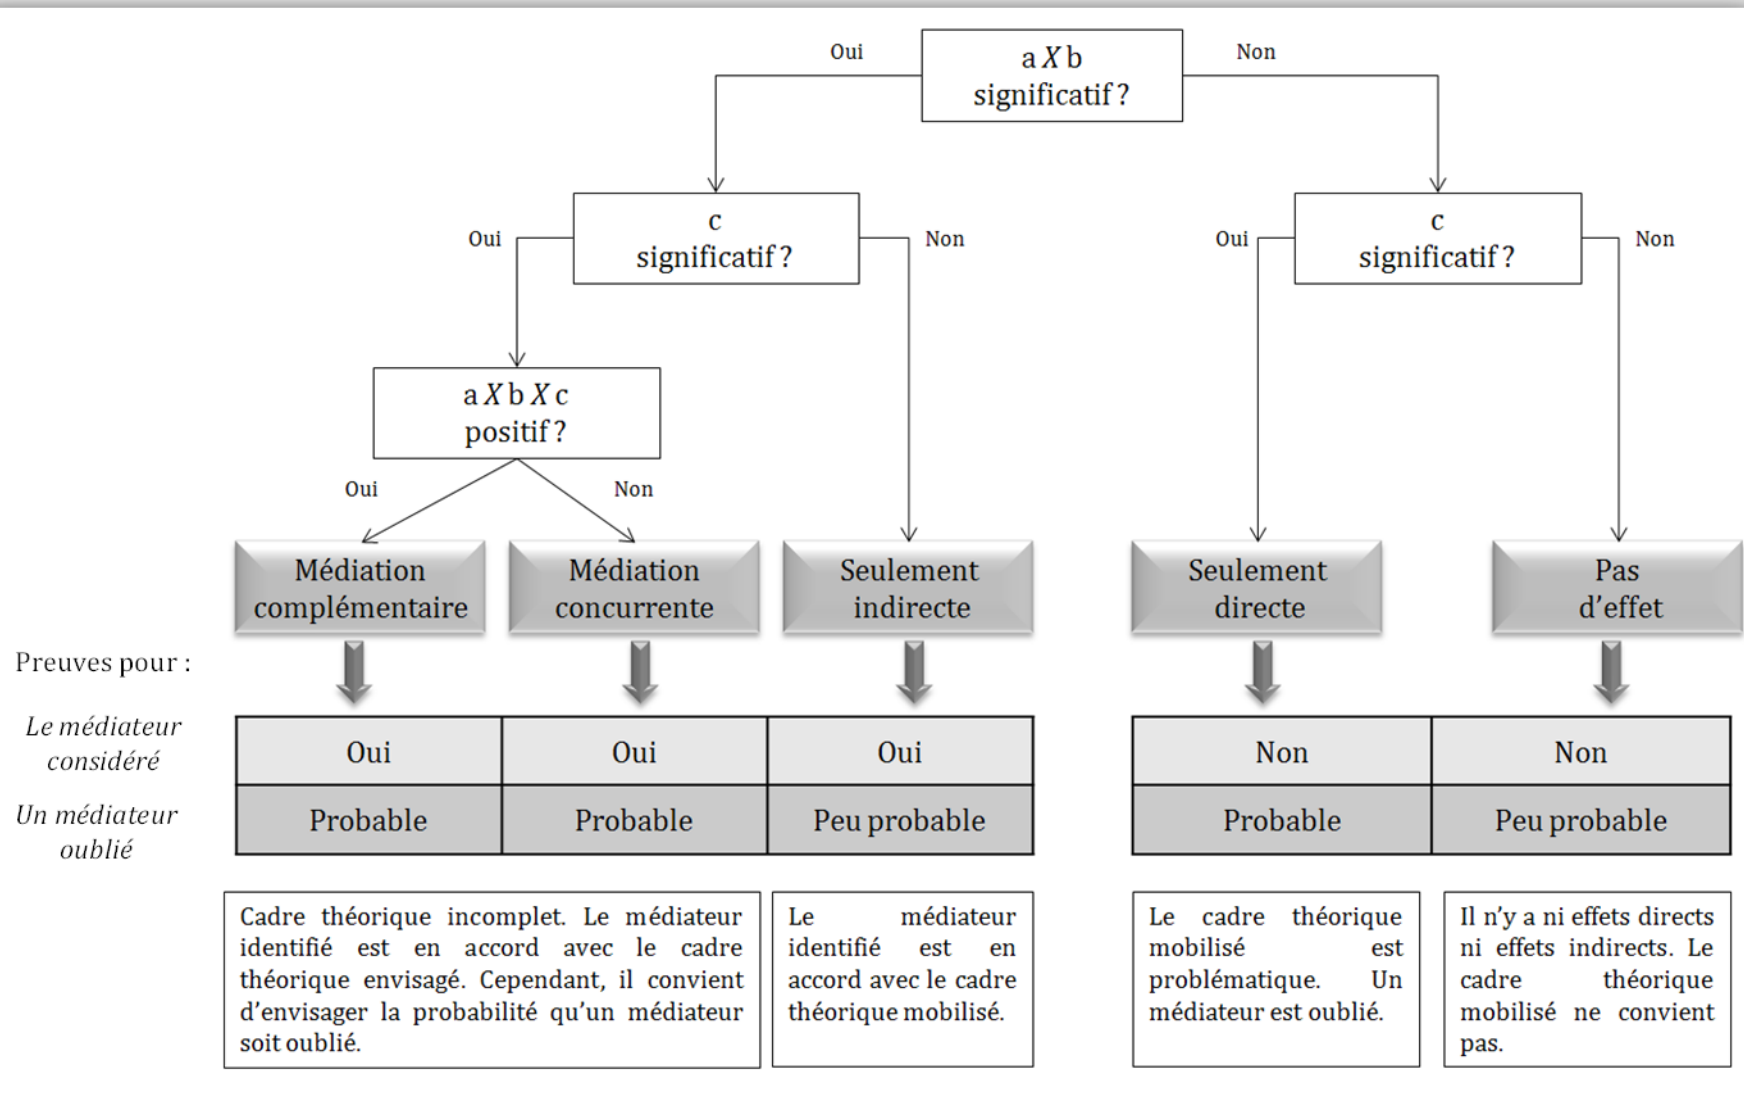 a X b
significatif ?
Oui
Non
c
significatif ?
Oui
Non
c
significatif ?
Oui
Non
a X b X c
positif ?
Oui
Non
Médiation
complémentaire
Médiation
concurrente
Seulement
indirecte
Seulement
directe
Pas
d’effet
Preuves pour :
Le médiateur
considéré
Oui
Oui
Oui
Non
Non
Un médiateur
oublié
Probable
Probable
Peu probable
Probable
Peu probable
Cadre théorique incomplet. Le médiateur
identifié est en accord avec le cadre
théorique envisagé. Cependant, il convient
d’envisager la probabilité qu’un médiateur
soit oublié.
Le médiateur
identifié est en
accord avec le cadre
théorique mobilisé.
Le cadre théorique
mobilisé est
problématique. Un
médiateur est oublié.
Il n’y a ni effets directs
ni effets indirects. Le
cadre théorique
mobilisé ne convient
pas.